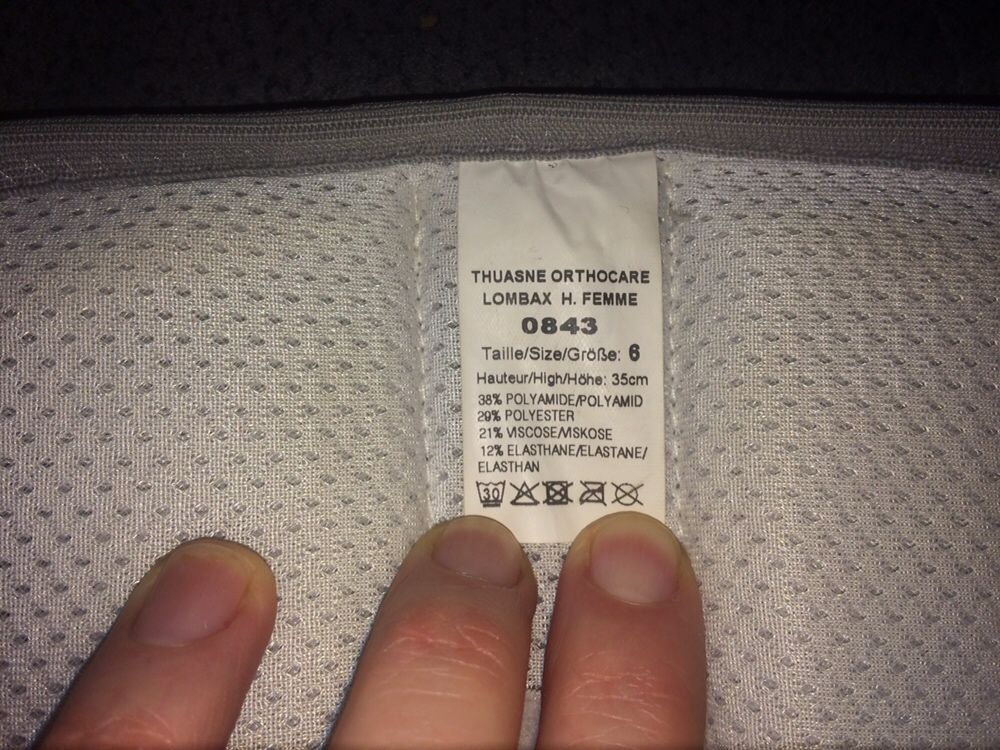 THUASNE ORTHOCARE
LOMBAX H. FEMME
0843
Taille/Size/Größe: 6
Hauteur/High/Höhe: 35cm
38% POLYAMIDE/POLYAMID
29% POLYESTER
21% VISCOSE/VISKOSE
12% ELASTHANE/ELASTANE/
ELASTHAN
30